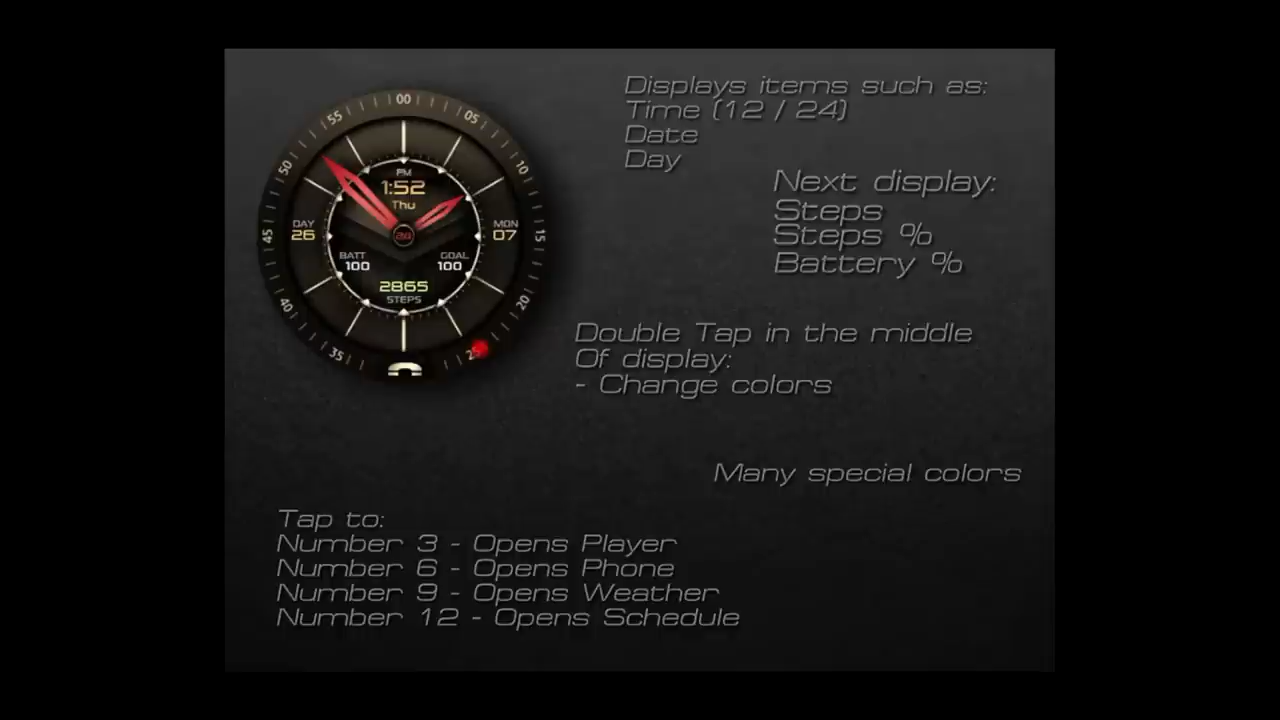 00
55
05
50
10
PM
1:52
Thu
DAY
26
MON
07
45
15
BATT
100
GOAL
100
2865
STEPS
40
20
35
Displays items such as:
Time (12 / 24)
Date
Day
Next display:
Steps
Steps %
Battery %
Double Tap in the middle
Of display:
- Change colors
Many special colors
Tap to:
Number 3 - Opens Player
Number 6 - Opens Phone
Number 9 - Opens Weather
Number 12 - Opens Schedule